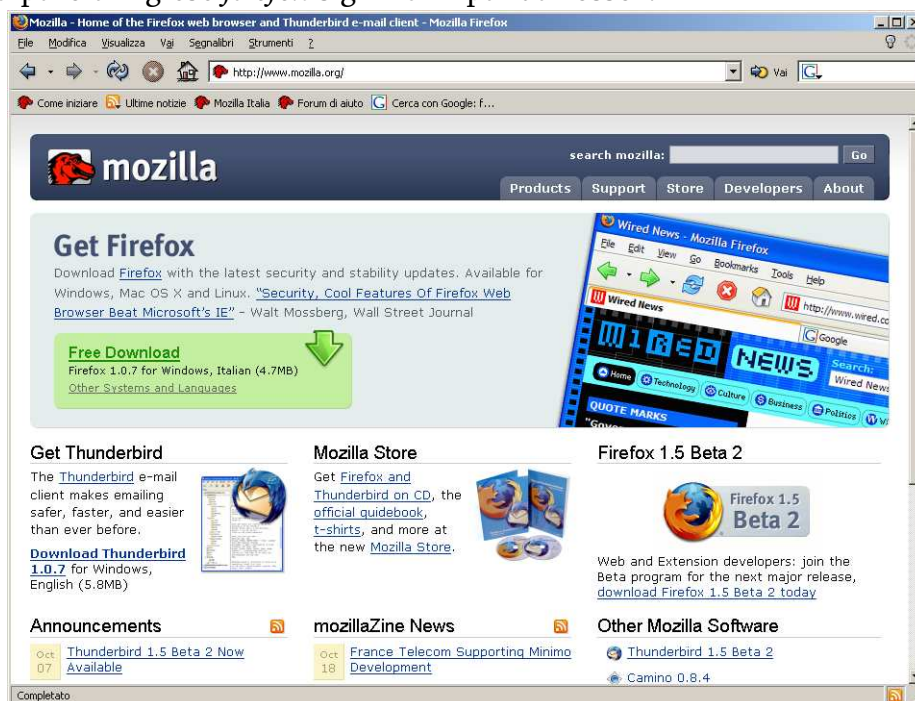 Mozilla - Home of the Firefox web browser and Thunderbird e-mail client - Mozilla Firefox
File Modifica Visualizza Vai Segnalibri Strumenti ?
http://www.mozilla.org/ Vai
Come iniziare Ultime notizie Mozilla Italia Forum di aiuto Cerca con Google: f...
mozilla
search mozilla: Go
Products Support Store Developers About
Get Firefox
Download Firefox with the latest security and stability updates. Available for
Windows, Mac OS X and Linux. "Security, Cool Features Of Firefox Web
Browser Beat Microsoft's IE" - Walt Mossberg, Wall Street Journal
Free Download
Firefox 1.0.7 for Windows, Italian (4.7MB)
Other Systems and Languages
Wired News - Mozilla Firefox
File Edit View Go Bookmarks Tools Help
http://www.wired.co
Wired News
Google
WIRED NEWS
Search:
Wired News
Home Technology Culture Business Politics
QUOTE MARKS
Get Thunderbird
The Thunderbird e-mail
client makes emailing
safer, faster, and easier
than ever before.
Download Thunderbird
1.0.7 for Windows,
English (5.8MB)
Mozilla Store
Get Firefox and
Thunderbird on CD, the
official guidebook,
t-shirts, and more at
the new Mozilla Store.
Firefox 1.5 Beta 2
Firefox 1.5
Beta 2
Web and Extension developers: join the
Beta program for the next major release,
download Firefox 1.5 Beta 2 today
Announcements
Oct
07
Thunderbird 1.5 Beta 2 Now
Available
mozillaZine News
Oct
18
France Telecom Supporting Minimo
Development
Other Mozilla Software
Thunderbird 1.5 Beta 2
Camino 0.8.4
Completato